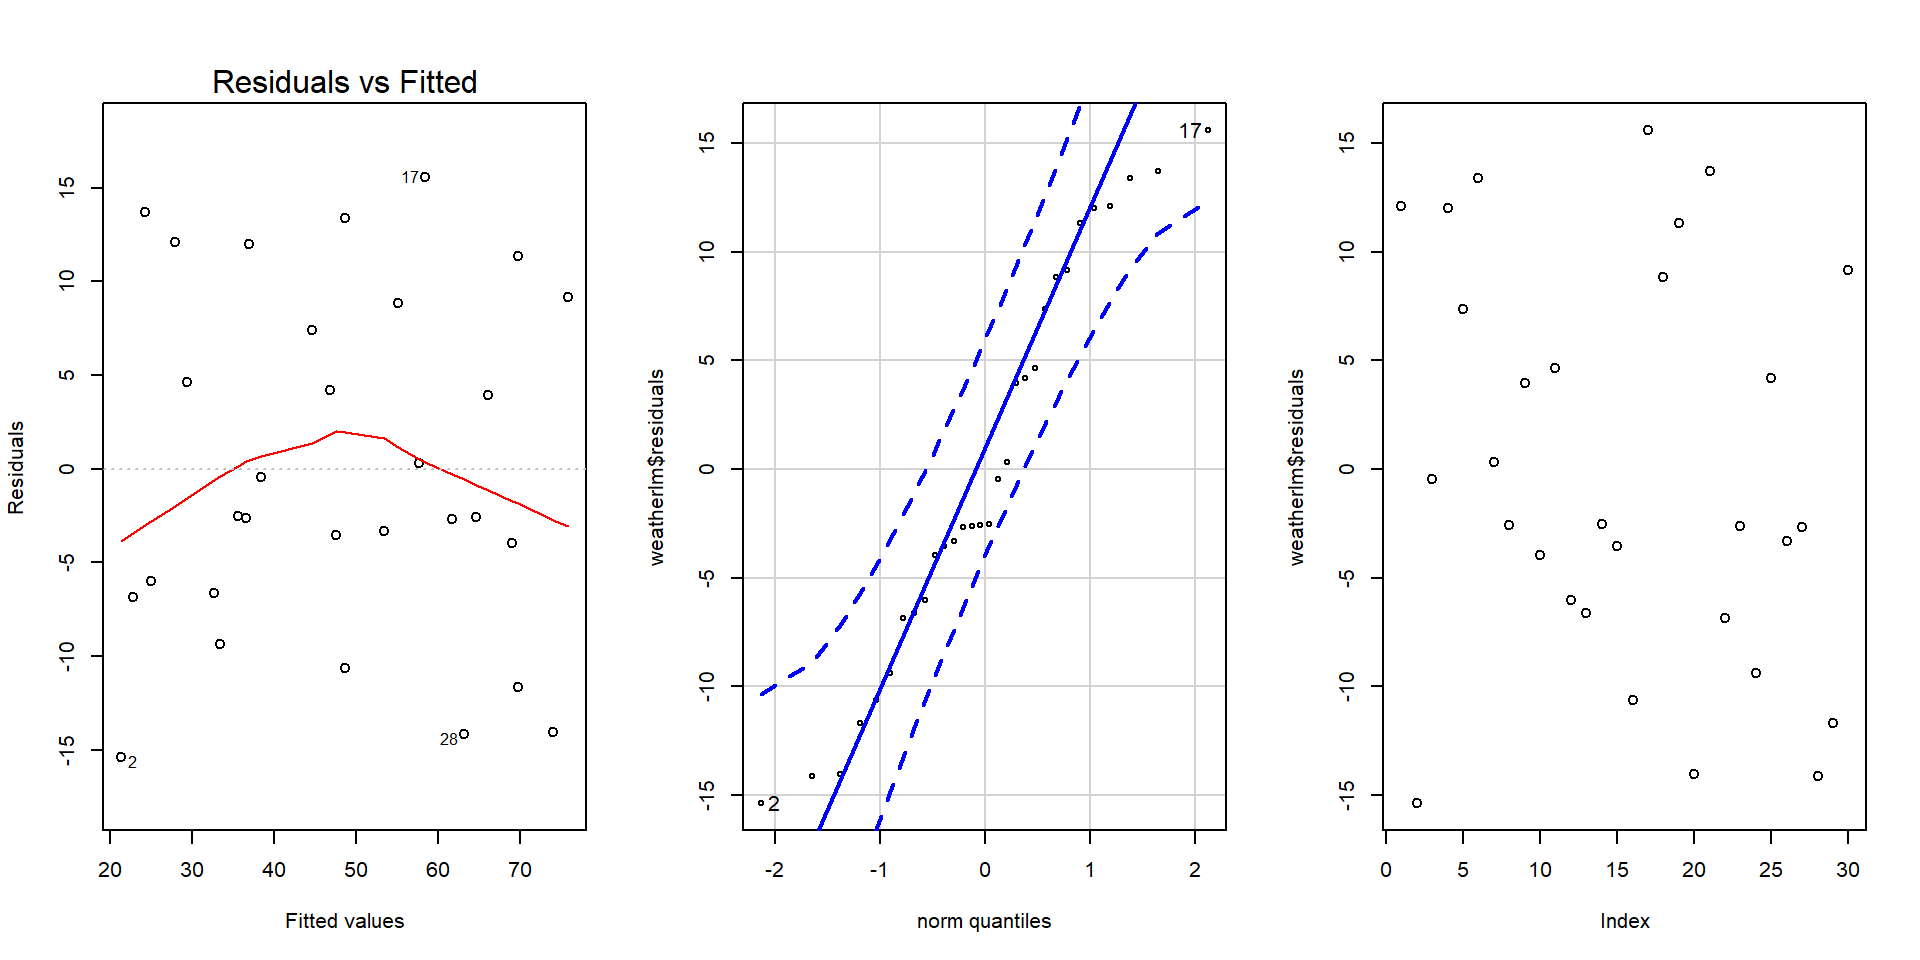 Residuals vs Fitted
Residuals
15
10
5
0
-5
-10
-15
17
28
2
20 30 40 50 60 70
Fitted values
weatherlm$residuals
15
10
5
0
-5
-10
-15
17
2
-2 -1 0 1 2
norm quantiles
weatherlm$residuals
15
10
5
0
-5
-10
-15
0 5 10 15 20 25 30
Index